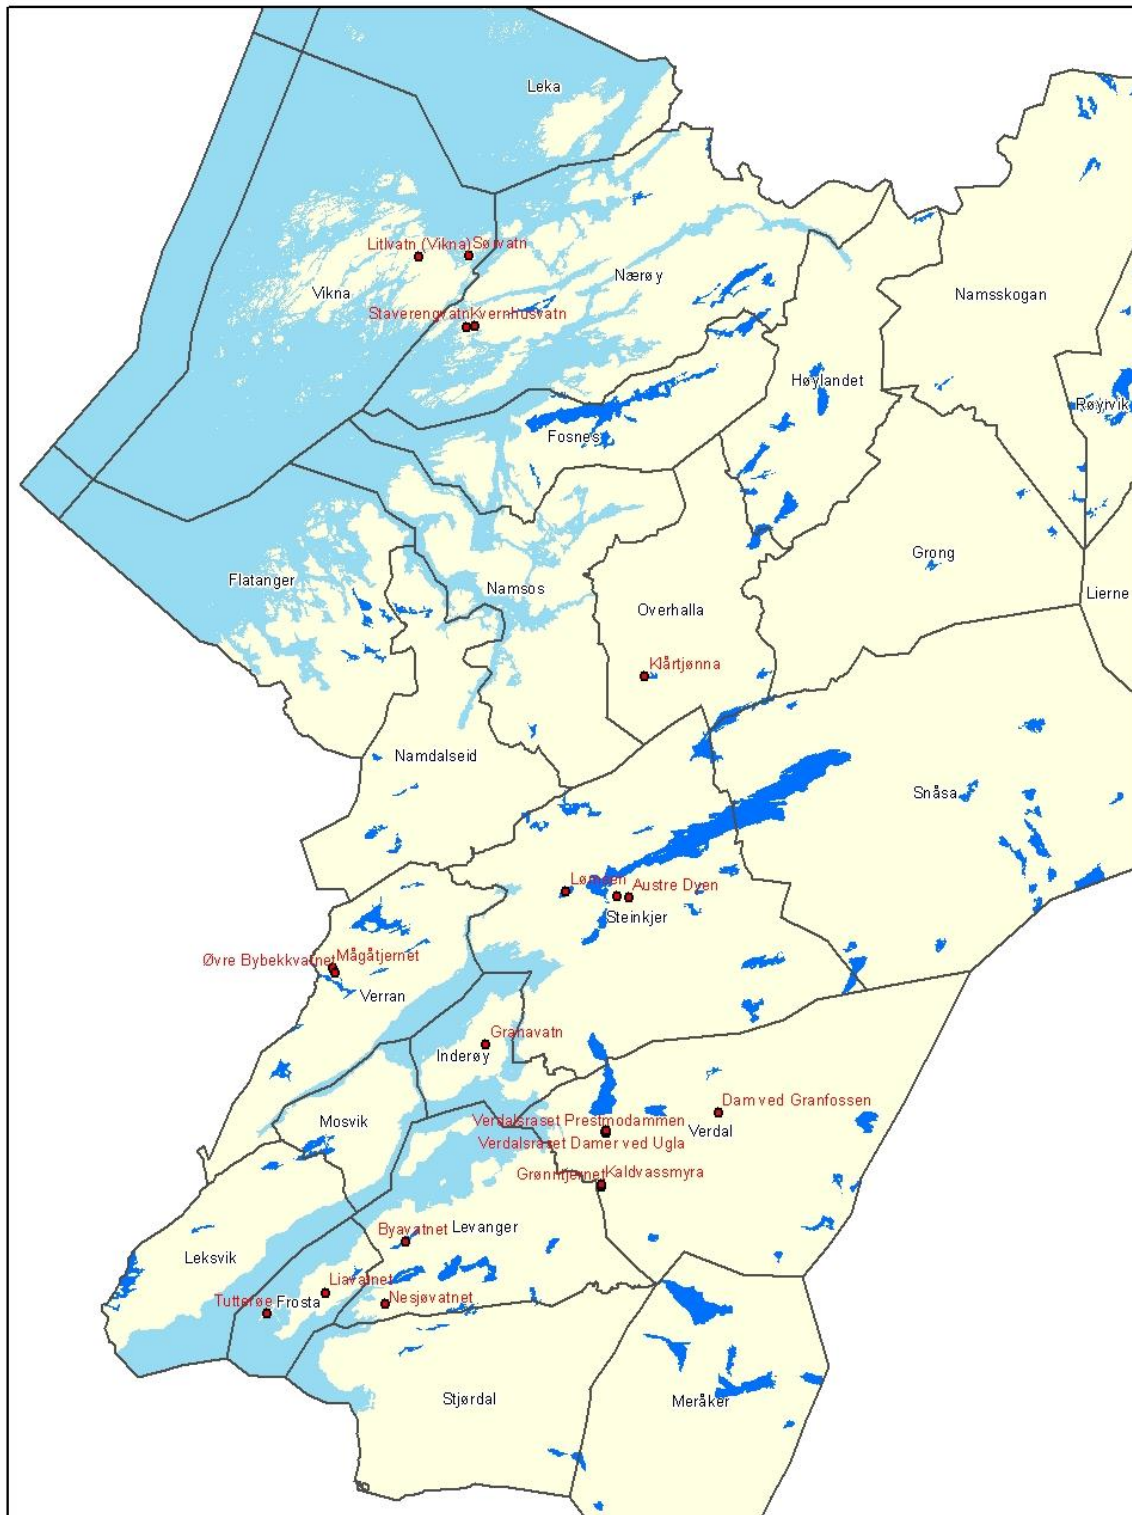 Leka
Litlvatn (Vikna) Sørvatn
Nærøy
Vikna
Namsskogan
Staverengvatn Kvernhusvatn
Høylandet
Røyrvik
Fosnes
Grong
Flatanger
Namsos
Lierne
Overhalla
Klårtjønna
Namdalseid
Snåsa
Lømsen
Austre Dyen
Steinkjer
Øvre Bybekkvatnet
Mågåtjernet
Verran
Granavatn
Inderøy
Dam ved Granfossen
Mosvik
Verdalsraset Prestmodammen
Verdal
Verdalsraset Damer ved Ugla
Grønntjernet
Kaldvassmyra
Byavatnet
Levanger
Leksvik
Liavatnet
Tutterøe
Frosta
Nesjøvatnet
Stjørdal
Meråker